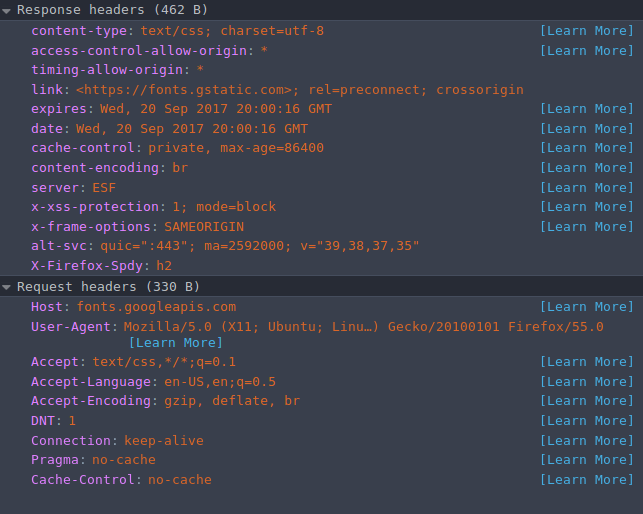 Response headers (462 B)
content-type: text/css; charset=utf-8 [Learn More]
access-control-allow-origin: * [Learn More]
timing-allow-origin: *
link: <https://fonts.gstatic.com>; rel=preconnect; crossorigin
expires: Wed, 20 Sep 2017 20:00:16 GMT [Learn More]
date: Wed, 20 Sep 2017 20:00:16 GMT [Learn More]
cache-control: private, max-age=86400 [Learn More]
content-encoding: br [Learn More]
server: ESF [Learn More]
x-xss-protection: 1; mode=block [Learn More]
x-frame-options: SAMEORIGIN [Learn More]
alt-svc: quic=":443"; ma=2592000; v="39,38,37,35"
X-Firefox-Spdy: h2
Request headers (330 B)
Host: fonts.googleapis.com [Learn More]
User-Agent: Mozilla/5.0 (X11; Ubuntu; Linu…) Gecko/20100101 Firefox/55.0
[Learn More]
Accept: text/css,*/*;q=0.1 [Learn More]
Accept-Language: en-US,en;q=0.5 [Learn More]
Accept-Encoding: gzip, deflate, br [Learn More]
DNT: 1 [Learn More]
Connection: keep-alive [Learn More]
Pragma: no-cache [Learn More]
Cache-Control: no-cache [Learn More]